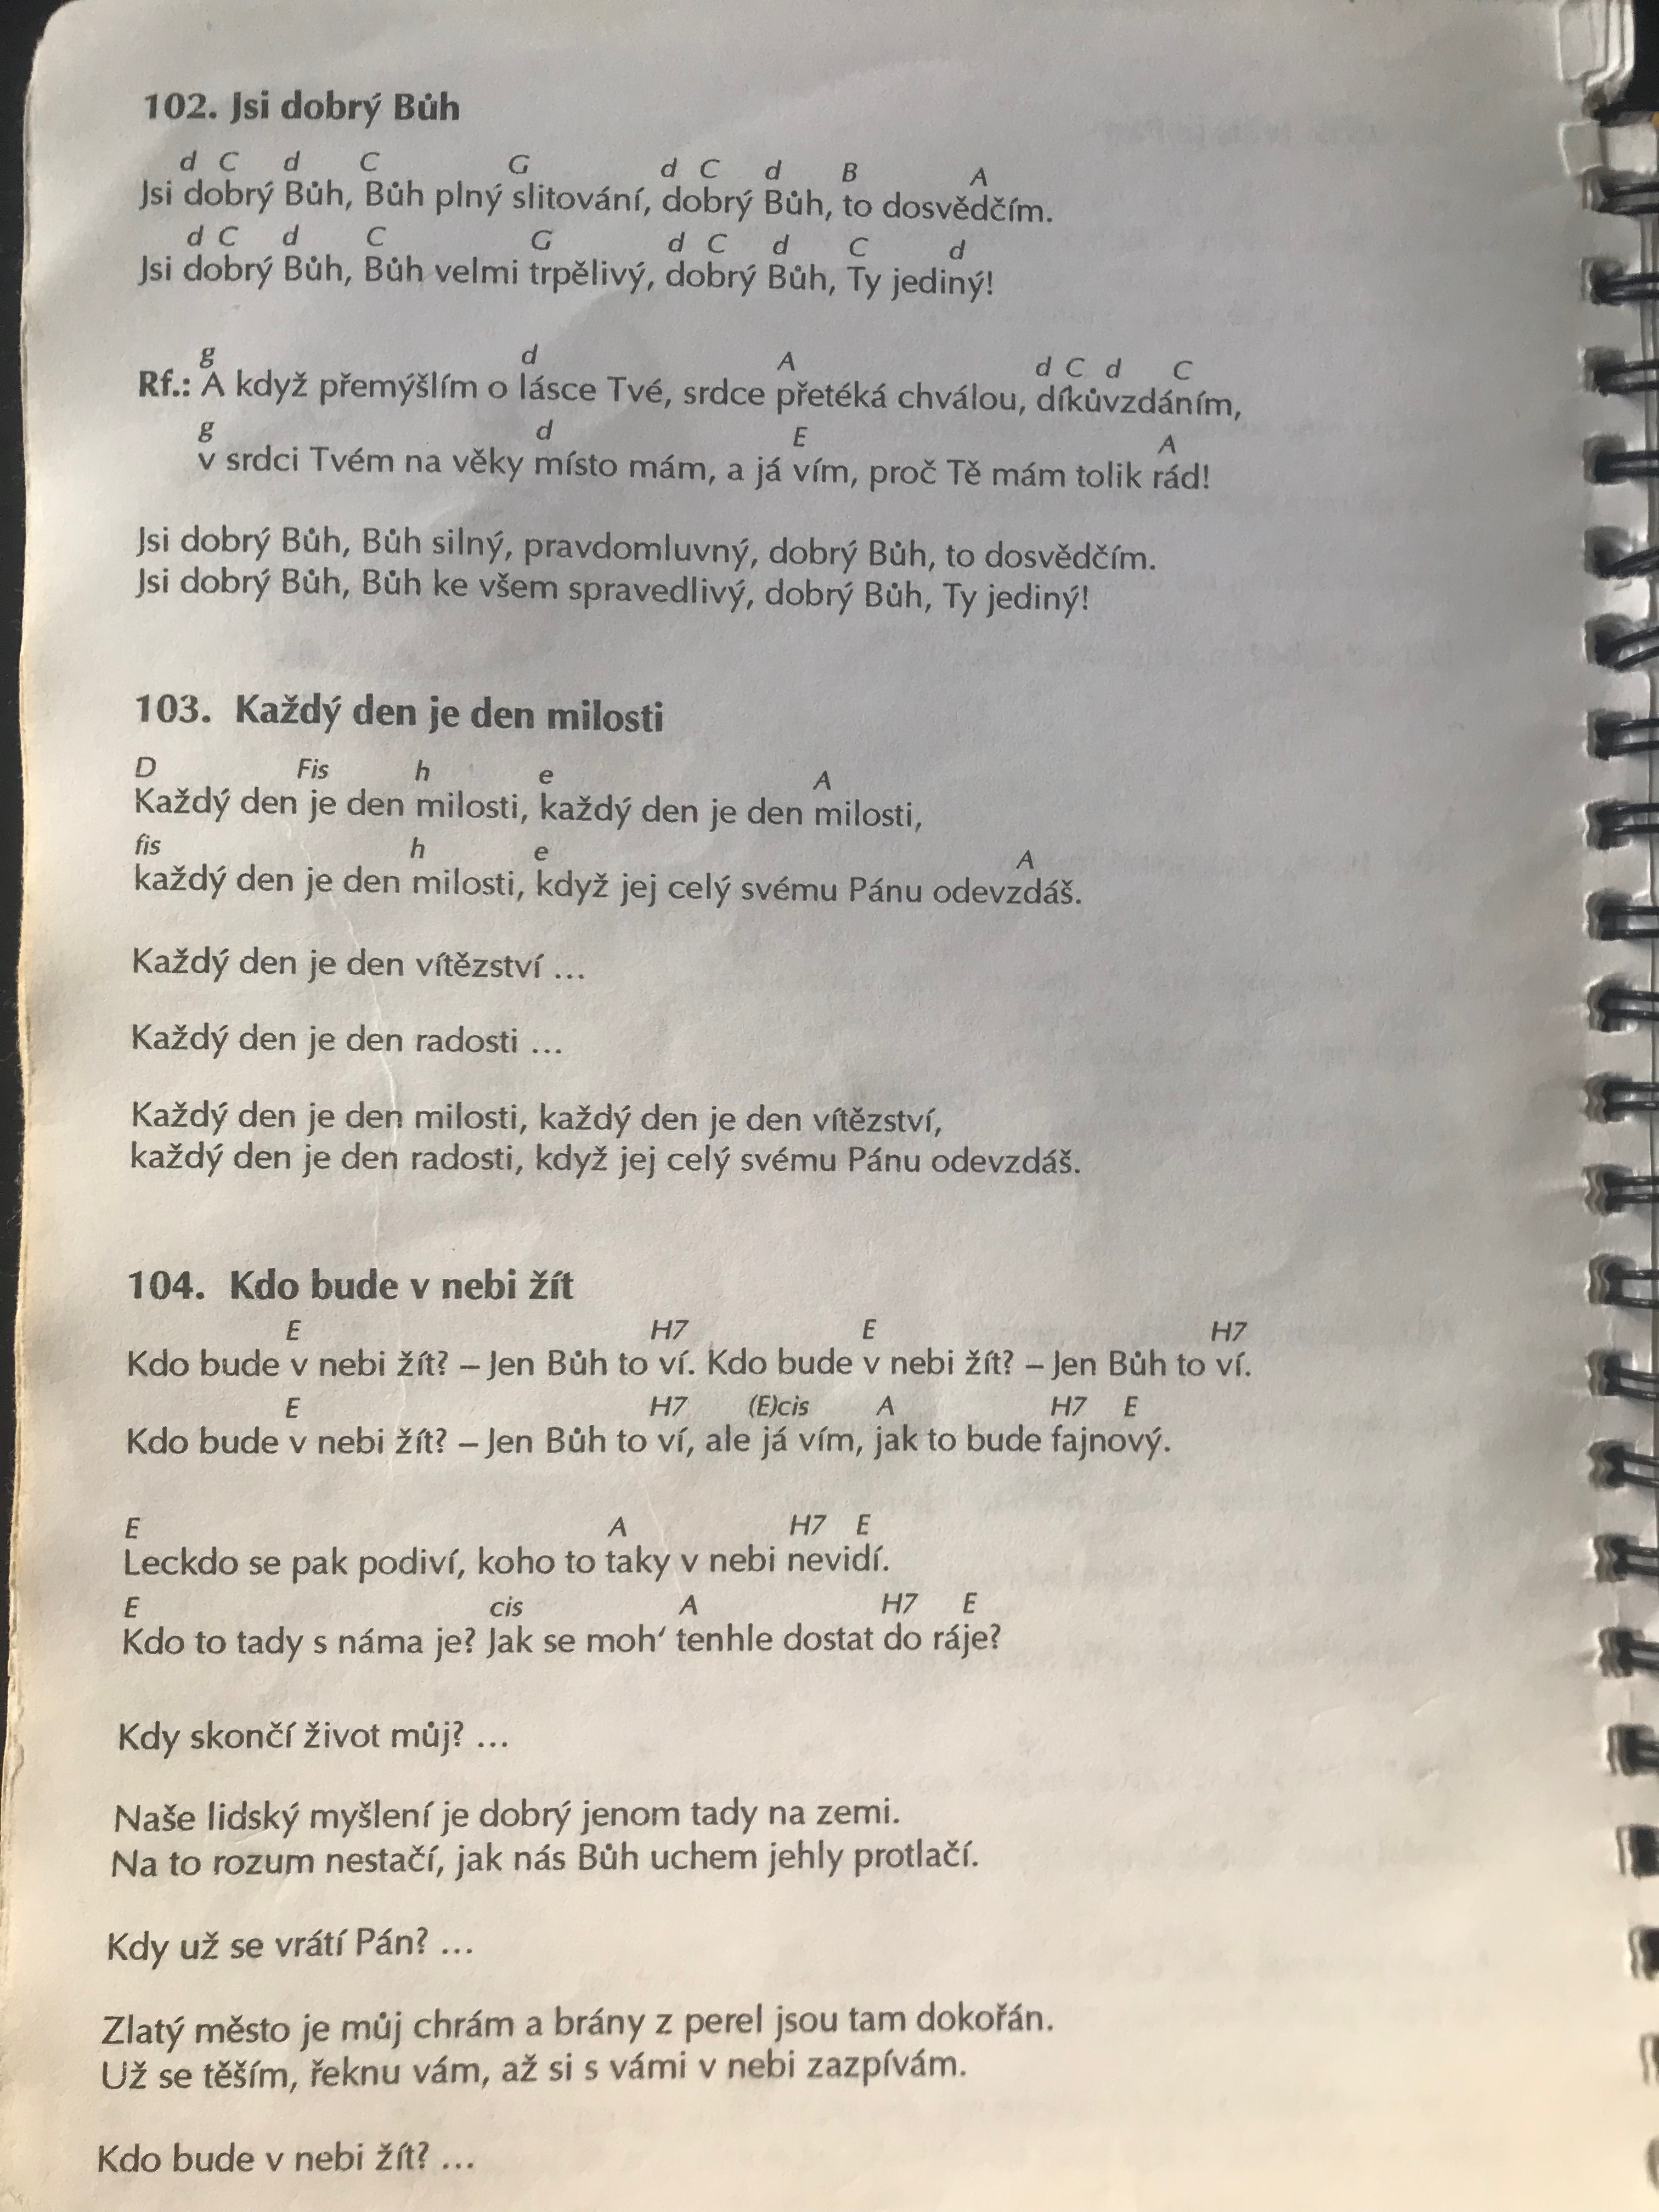 102. Jsi dobrý Bůh
d C d C G d C d B A
Jsi dobrý Bůh, Bůh plný slitování, dobrý Bůh, to dosvědčím.
d C d C G d C d C d
Jsi dobrý Bůh, Bůh velmi trpělivý, dobrý Bůh, Ty jediný!
g d A d C d C
Rf.: A když přemýšlím o lásce Tvé, srdce přetéká chválou, díkůvzdáním,
g d E A
v srdci Tvém na věky místo mám, a já vím, proč Tě mám tolik rád!
Jsi dobrý Bůh, Bůh silný, pravdomluvný, dobrý Bůh, to dosvědčím.
Jsi dobrý Bůh, Bůh ke všem spravedlivý, dobrý Bůh, Ty jediný!
103. Každý den je den milosti
D Fis h e A
Každý den je den milosti, každý den je den milosti,
fis h e A
každý den je den milosti, když jej celý svému Pánu odevzdáš.
Každý den je den vítězství …
Každý den je den radosti …
Každý den je den milosti, každý den je den vítězství,
každý den je den radosti, když jej celý svému Pánu odevzdáš.
104. Kdo bude v nebi žít
E H7 E H7
Kdo bude v nebi žít? – Jen Bůh to ví. Kdo bude v nebi žít? – Jen Bůh to ví.
E H7 (E)cis A H7 E
Kdo bude v nebi žít? – Jen Bůh to ví, ale já vím, jak to bude fajnový.
E A H7 E
Leckdo se pak podiví, koho to taky v nebi nevidí.
E cis A H7 E
Kdo to tady s náma je? Jak se moh‘ tenhle dostat do ráje?
Kdy skončí život můj? …
Naše lidský myšlení je dobrý jenom tady na zemi.
Na to rozum nestačí, jak nás Bůh uchem jehly protlačí.
Kdy už se vrátí Pán? …
Zlatý město je můj chrám a brány z perel jsou tam dokořán.
Už se těším, řeknu vám, až si s vámi v nebi zazpívám.
Kdo bude v nebi žít? …